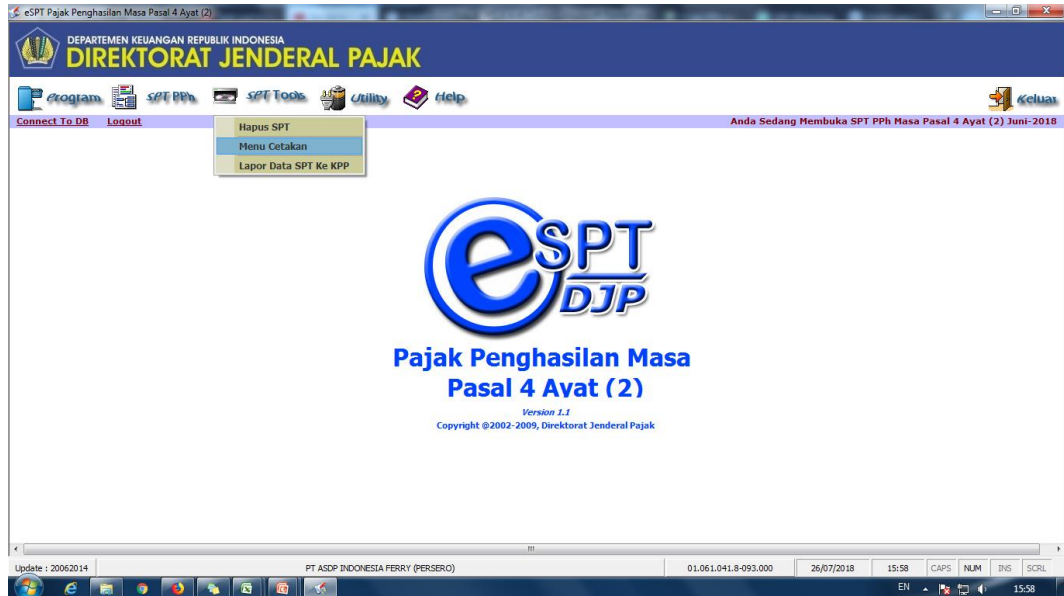 eSPT Pajak Penghasilan Masa Pasal 4 Ayat (2)
DEPARTEMEN KEUANGAN REPUBLIK INDONESIA
DIREKTORAT JENDERAL PAJAK
Program SPT PPh SPT Tools Utility Help Keluar
Connect To DB Logout Anda Sedang Membuka SPT PPh Masa Pasal 4 Ayat (2) Juni-2018
Hapus SPT
Menu Cetakan
Lapor Data SPT Ke KPP
eSPT
DJP
Pajak Penghasilan Masa
Pasal 4 Ayat (2)
Version 1.1
Copyright @2002-2009, Direktorat Jenderal Pajak
Update : 20062014 PT ASDP INDONESIA FERRY (PERSERO) 01.061.041.8-093.000 26/07/2018 15:58 CAPS NUM INS SCRL
EN 15:58